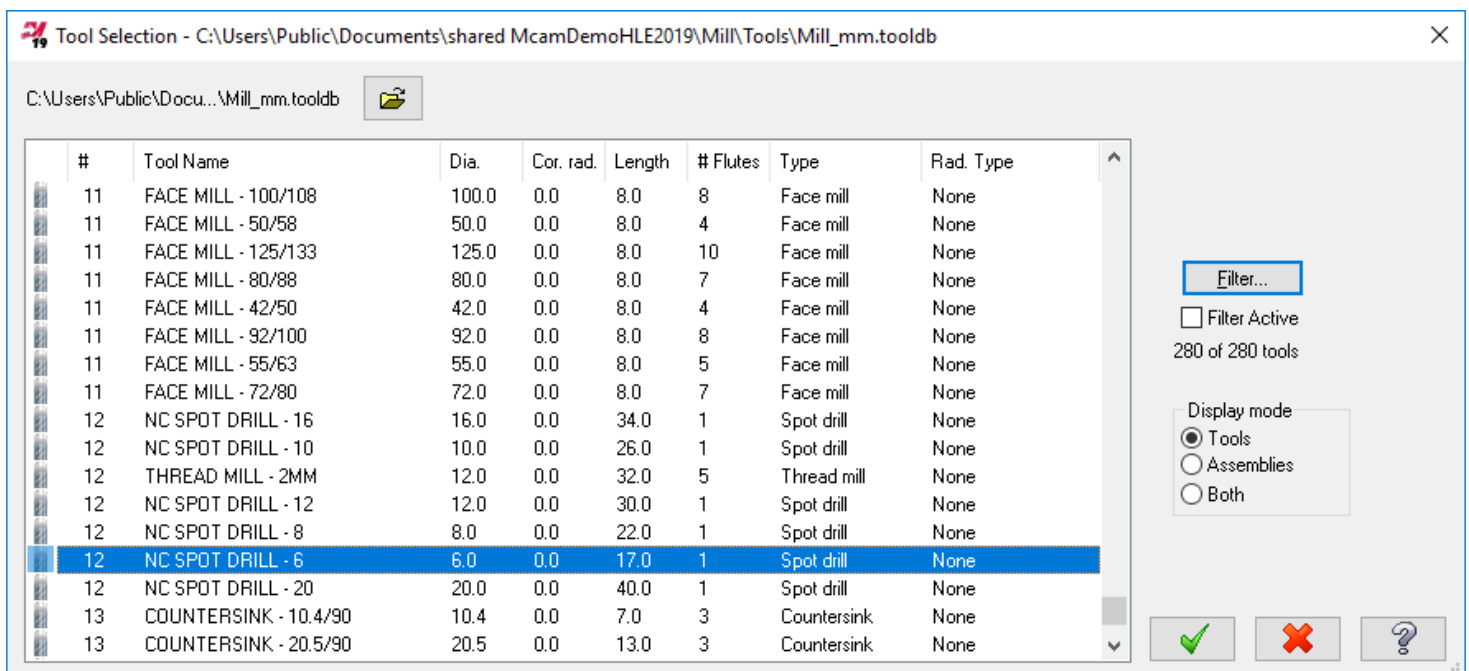 19 Tool Selection - C:\Users\Public\Documents\shared McamDemoHLE2019\Mill\Tools\Mill_mm.tooldb
C:\Users\Public\Docu...\Mill_mm.tooldb
# Tool Name Dia. Cor. rad. Length # Flutes Type Rad. Type
11 FACE MILL - 100/108 100.0 0.0 8.0 8 Face mill None
11 FACE MILL - 50/58 50.0 0.0 8.0 4 Face mill None
11 FACE MILL - 125/133 125.0 0.0 8.0 10 Face mill None
11 FACE MILL - 80/88 80.0 0.0 8.0 7 Face mill None
11 FACE MILL - 42/50 42.0 0.0 8.0 4 Face mill None
11 FACE MILL - 92/100 92.0 0.0 8.0 8 Face mill None
11 FACE MILL - 55/63 55.0 0.0 8.0 5 Face mill None
11 FACE MILL - 72/80 72.0 0.0 8.0 7 Face mill None
12 NC SPOT DRILL - 16 16.0 0.0 34.0 1 Spot drill None
12 NC SPOT DRILL - 10 10.0 0.0 26.0 1 Spot drill None
12 THREAD MILL - 2MM 12.0 0.0 32.0 5 Thread mill None
12 NC SPOT DRILL - 12 12.0 0.0 30.0 1 Spot drill None
12 NC SPOT DRILL - 8 8.0 0.0 22.0 1 Spot drill None
12 NC SPOT DRILL - 6 6.0 0.0 17.0 1 Spot drill None
12 NC SPOT DRILL - 20 20.0 0.0 40.0 1 Spot drill None
13 COUNTERSINK - 10.4/90 10.4 0.0 7.0 3 Countersink None
13 COUNTERSINK - 20.5/90 20.5 0.0 13.0 3 Countersink None
Filter...
Filter Active
280 of 280 tools
Display mode
Tools
Assemblies
Both